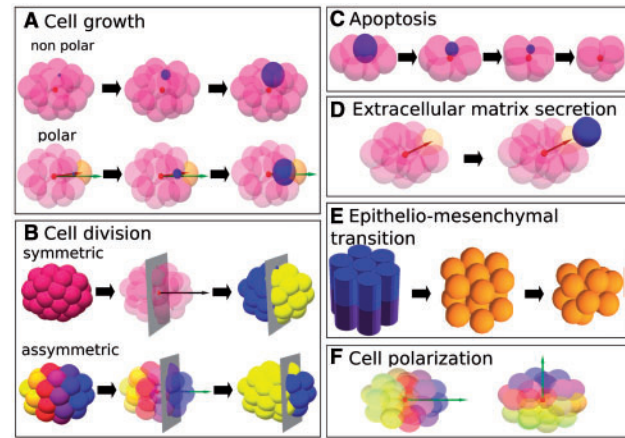 A Cell growth
non polar
polar
B Cell division
symmetric
assymmetric
C Apoptosis
D Extracellular matrix secretion
E Epithelio-mesenchymal
transition
F Cell polarization